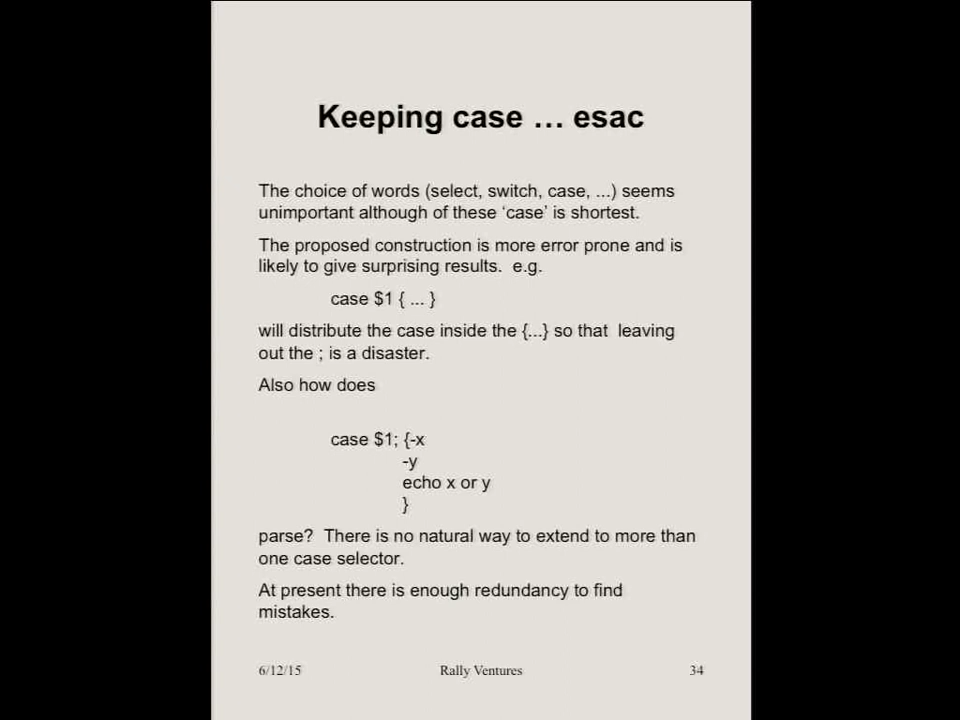 Keeping case … esac
The choice of words (select, switch, case, ...) seems
unimportant although of these ‘case’ is shortest.
The proposed construction is more error prone and is
likely to give surprising results.  e.g.
case $1 { ... }
will distribute the case inside the {...} so that  leaving
out the ; is a disaster.
Also how does
case $1; {-x
-y
echo x or y
}
parse?  There is no natural way to extend to more than
one case selector.
At present there is enough redundancy to find
mistakes.
6/12/15 Rally Ventures 34